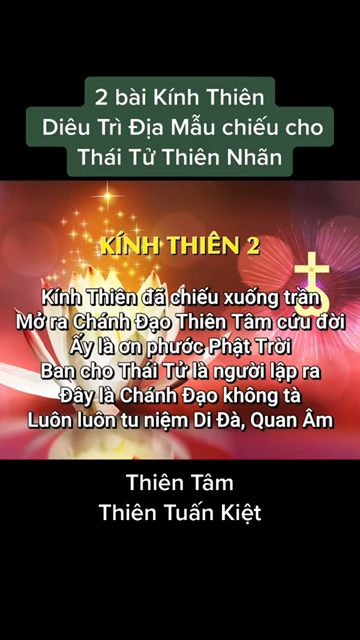 2 bài Kính Thiên
Diêu Trì Địa Mẫu chiếu cho
Thái Tử Thiên Nhãn
KÍNH THIÊN 2
Kính Thiên đã chiếu xuống trần
Mở ra Chánh Đạo Thiên Tâm cứu đời
Ấy là ơn phước Phật Trời
Ban cho Thái Tử là người lập ra
Đây là Chánh Đạo không tà
Luôn luôn tu niệm Di Đà, Quan Âm
Thiên Tâm
Thiên Tuấn Kiệt